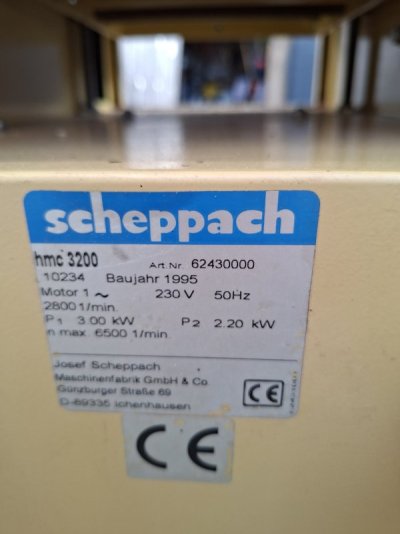 scheppach
hmc 3200 Art.Nr. 62430000
10234 Baujahr 1995
Motor 1 ~ 230 V 50Hz
2800 1/min.
P1 3.00 kW P2 2.20 kW
n max. 6500 1/min.
Josef Scheppach
Maschinenfabrik GmbH & Co.
Günzburger Straße 69
D-89335 Ichenhausen
CE
CE